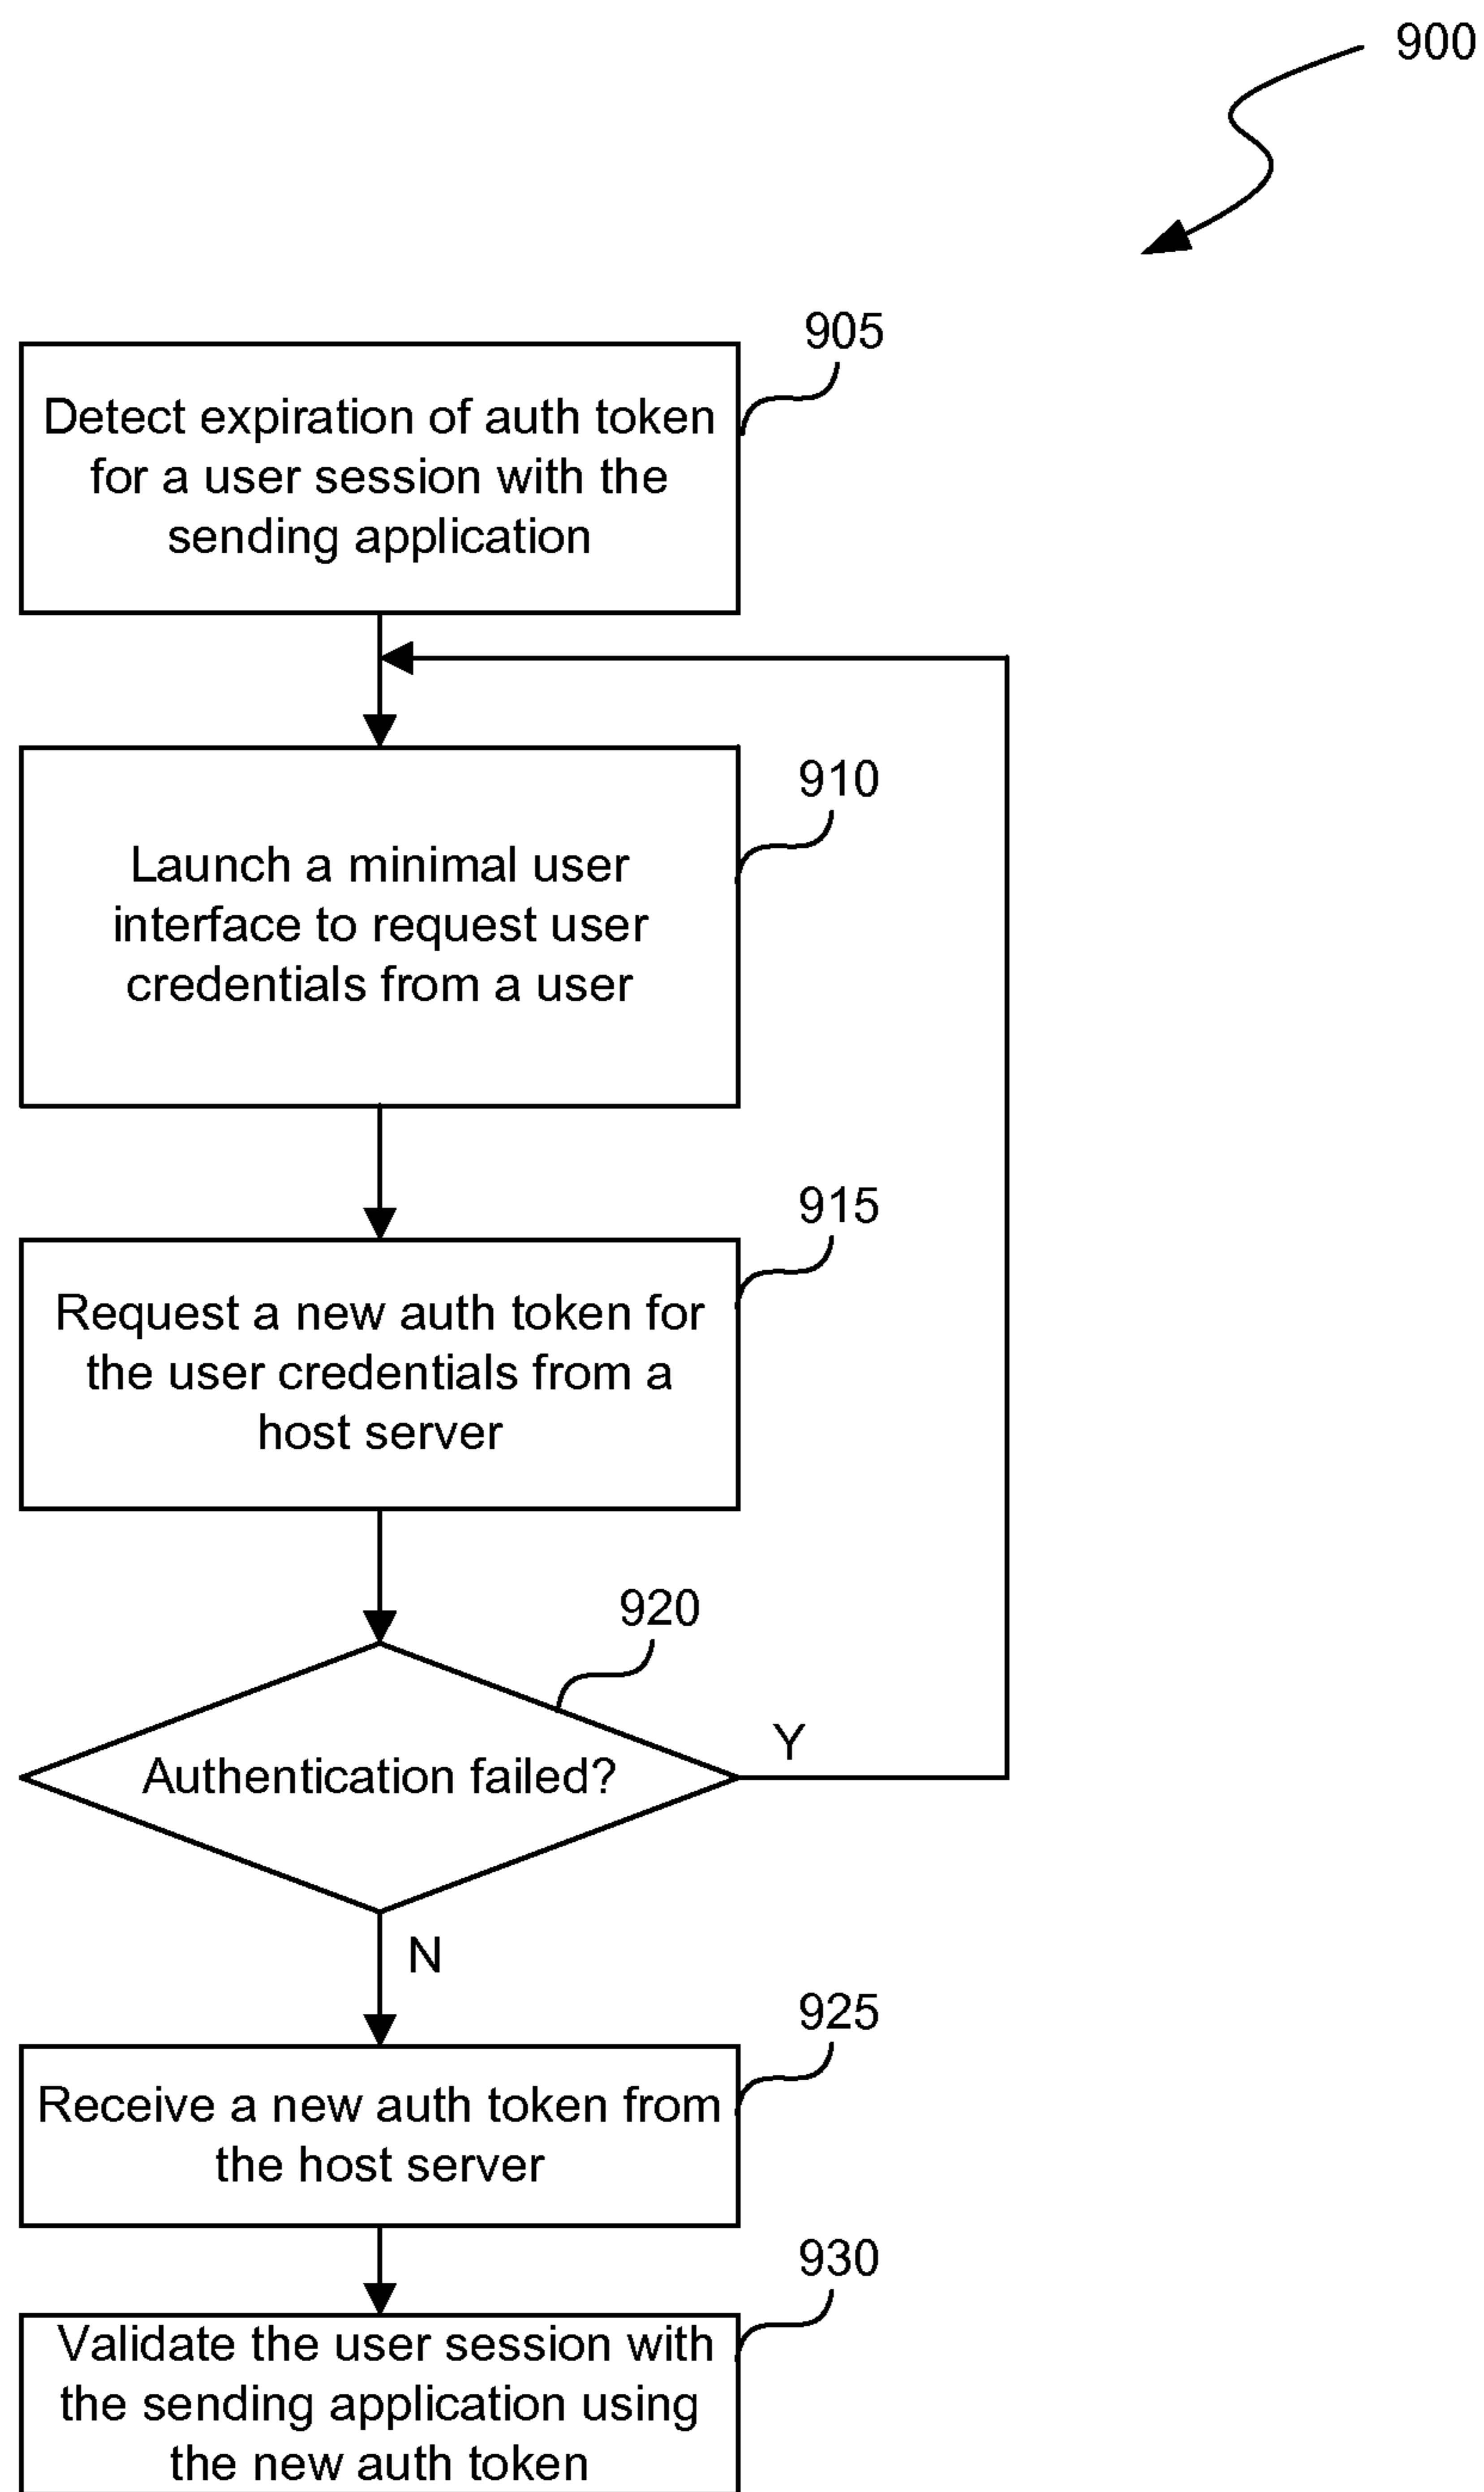 900
905
Detect expiration of auth token
for a user session with the
sending application
910
Launch a minimal user
interface to request user
credentials from a user
915
Request a new auth token for
the user credentials from a
host server
920
Authentication failed?
Y
N
925
Receive a new auth token from
the host server
930
Validate the user session with
the sending application using
the new auth token